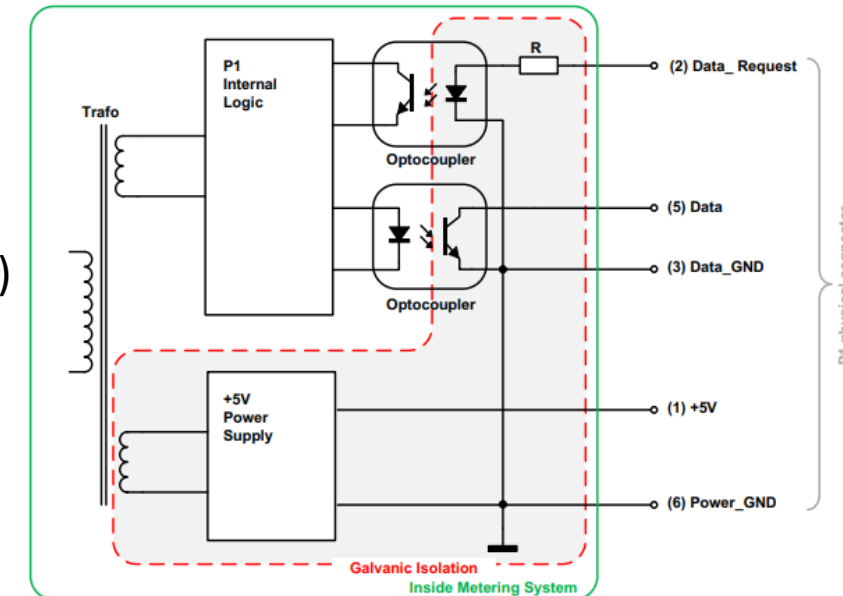 )
Trafo
P1
Internal
Logic
Optocoupler
R
(2) Data_ Request
Optocoupler
(5) Data
(3) Data_GND
+5V
Power
Supply
(1) +5V
(6) Power_GND
Galvanic Isolation
Inside Metering System